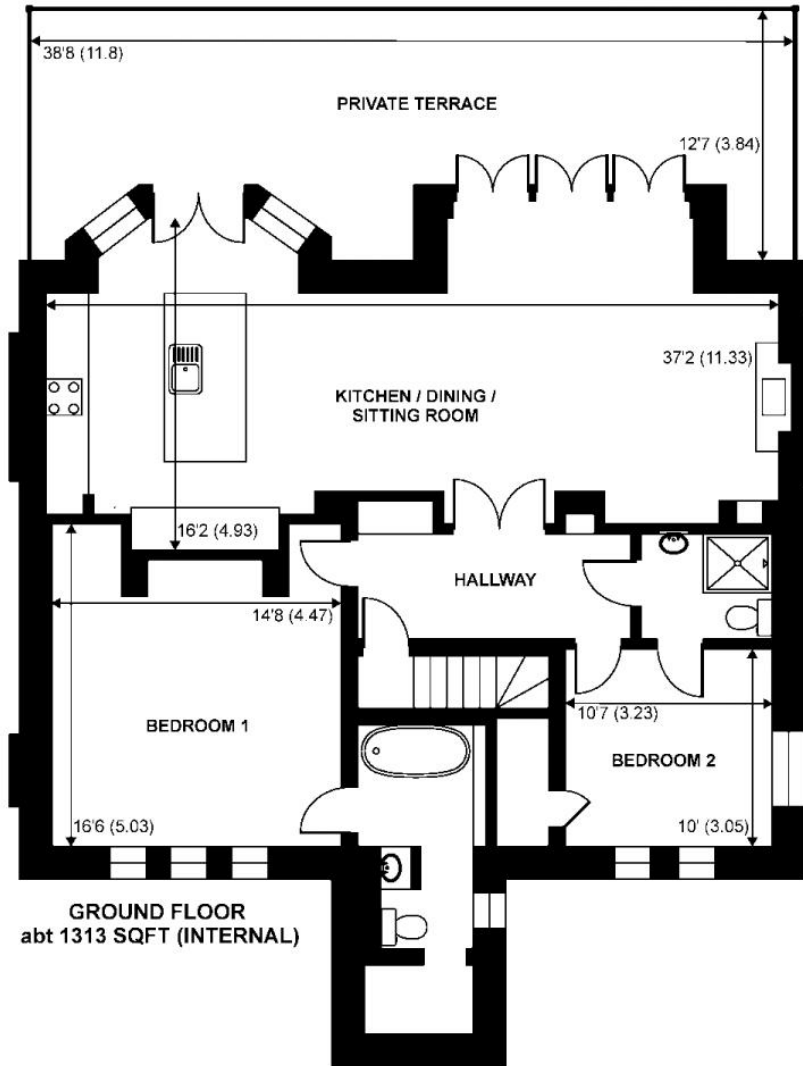 38'8 (11.8)
PRIVATE TERRACE
12'7 (3.84)
37'2 (11.33)
KITCHEN / DINING /
SITTING ROOM
16'2 (4.93)
HALLWAY
14'8 (4.47)
10'7 (3.23)
BEDROOM 1
BEDROOM 2
16'6 (5.03)
10' (3.05)
GROUND FLOOR
abt 1313 SQFT (INTERNAL)